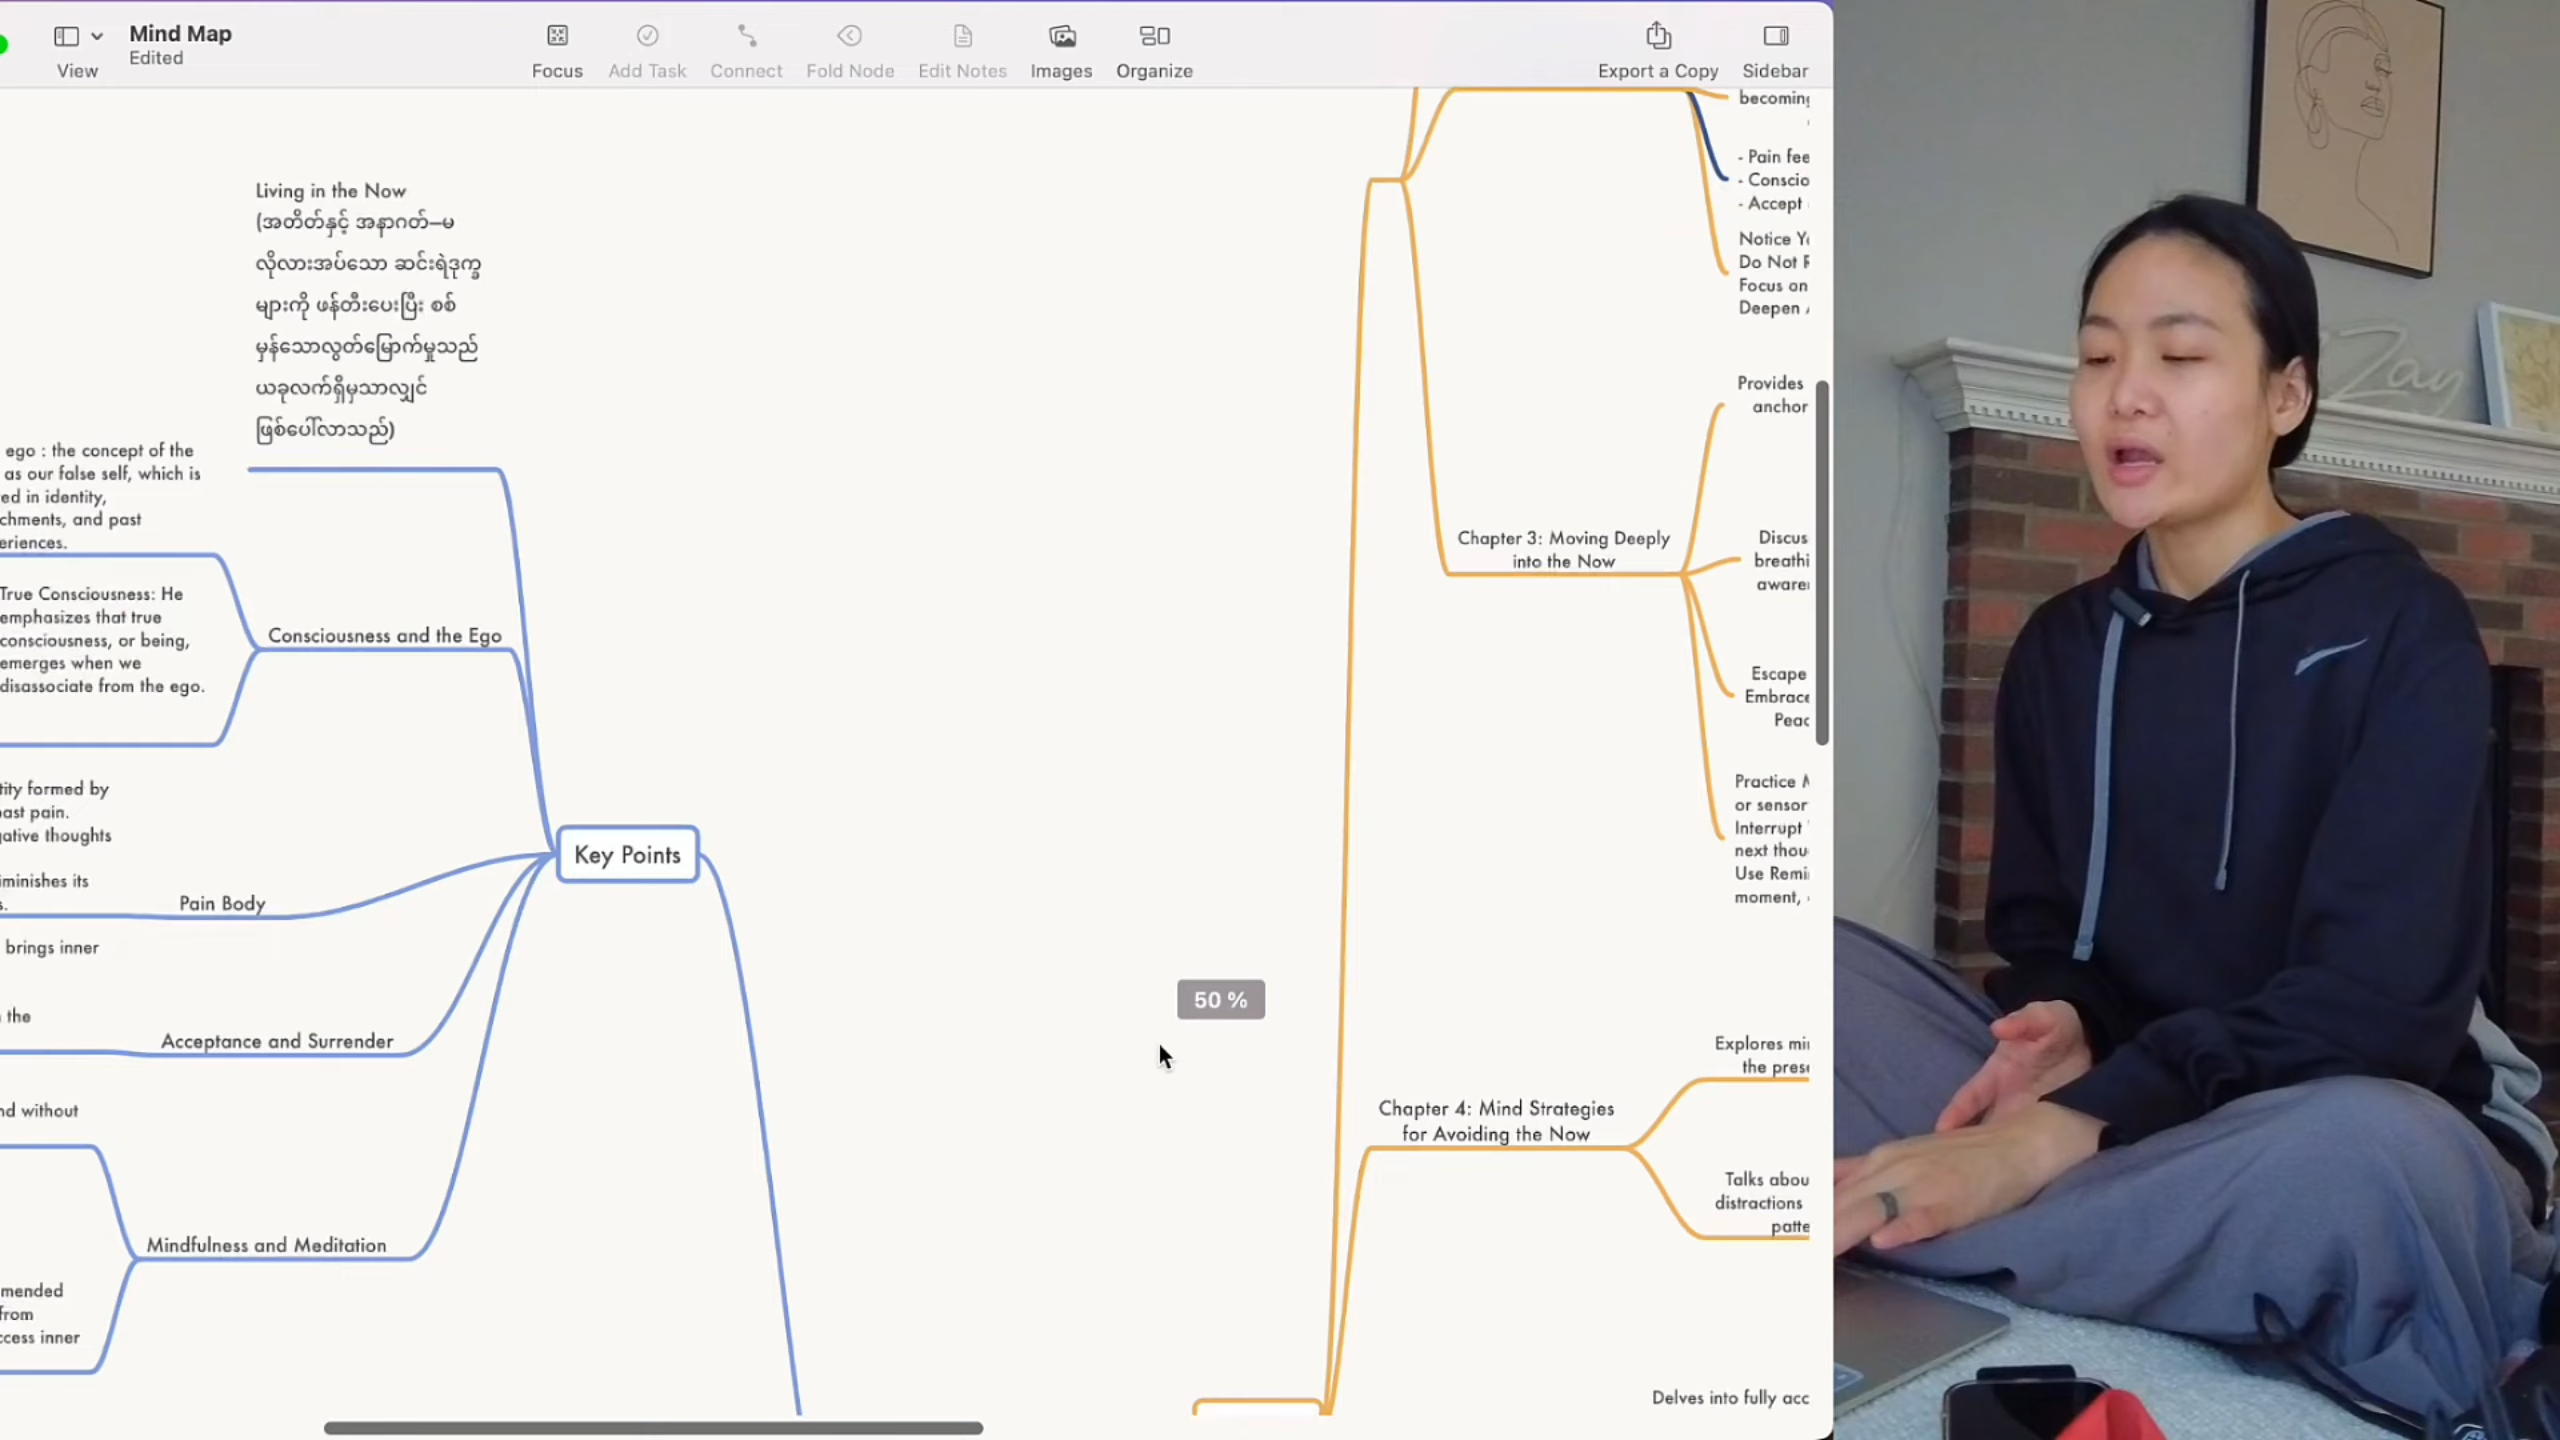 Mind Map
Edited
View
Focus
Add Task
Connect
Fold Node
Edit Notes
Images
Organize
Export a Copy
Sidebar
Living in the Now
(အတိတ်နှင့် အနာဂတ်—မ
လိုလားအပ်သော ဆင်းရဲဒုက္ခ
များကို ဖန်တီးပေးပြီး စစ်
မှန်သောလွတ်မြောက်မှုသည်
ယခုလက်ရှိမှသာလျှင်
ဖြစ်ပေါ်လာသည်)
ego : the concept of the
as our false self, which is
ed in identity,
chments, and past
eriences.
True Consciousness: He
emphasizes that true
consciousness, or being,
emerges when we
disassociate from the ego.
Consciousness and the Ego
tity formed by
past pain.
gative thoughts
iminishes its
s.
Pain Body
brings inner
the
Acceptance and Surrender
nd without
Mindfulness and Meditation
mended
from
ccess inner
Key Points
50 %
becoming
- Pain fee
- Conscio
- Accept
Notice Yo
Do Not R
Focus on
Deepen
Provides
anchor
Chapter 3: Moving Deeply
into the Now
Discus
breathi
aware
Escape
Embrace
Peac
Practice M
or sensor
Interrupt
next thou
Use Remi
moment,
Explores min
the prese
Chapter 4: Mind Strategies
for Avoiding the Now
Talks abou
distractions
patte
Delves into fully acc
Zay